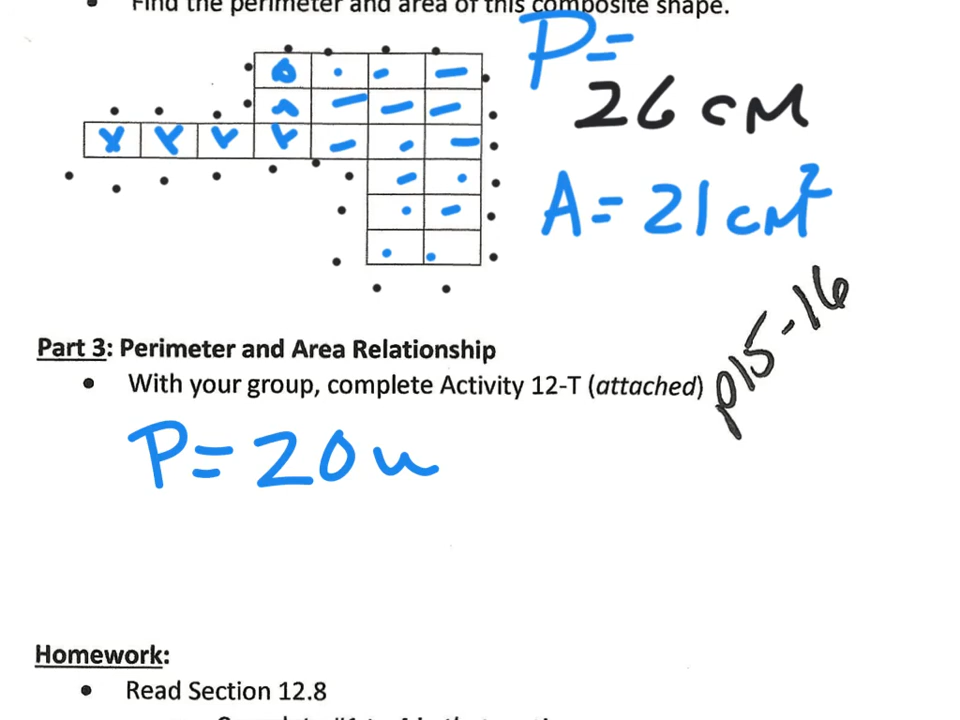 • Find the perimeter and area of this composite shape.
P=
26 cm
A= 21 cm²
Part 3: Perimeter and Area Relationship
• With your group, complete Activity 12-T (attached)
p15-16
P= 20 u
Homework:
• Read Section 12.8